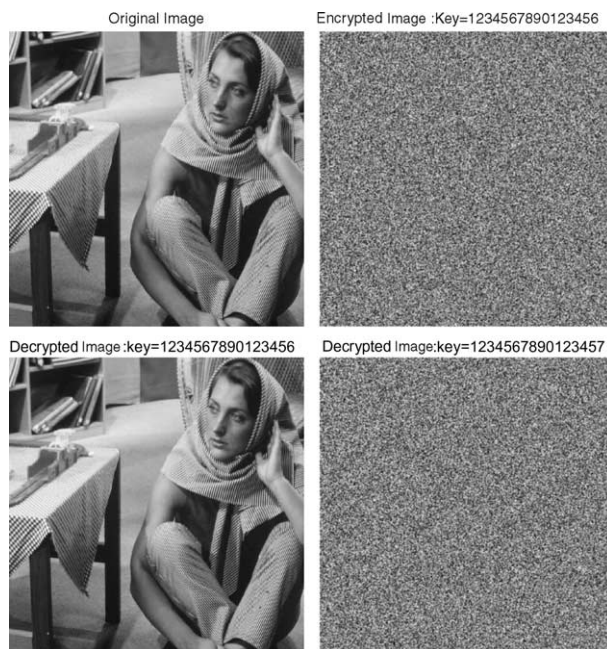 Original Image
Encrypted Image :Key=1234567890123456
Decrypted Image:key=1234567890123456
Decrypted Image:key=1234567890123457